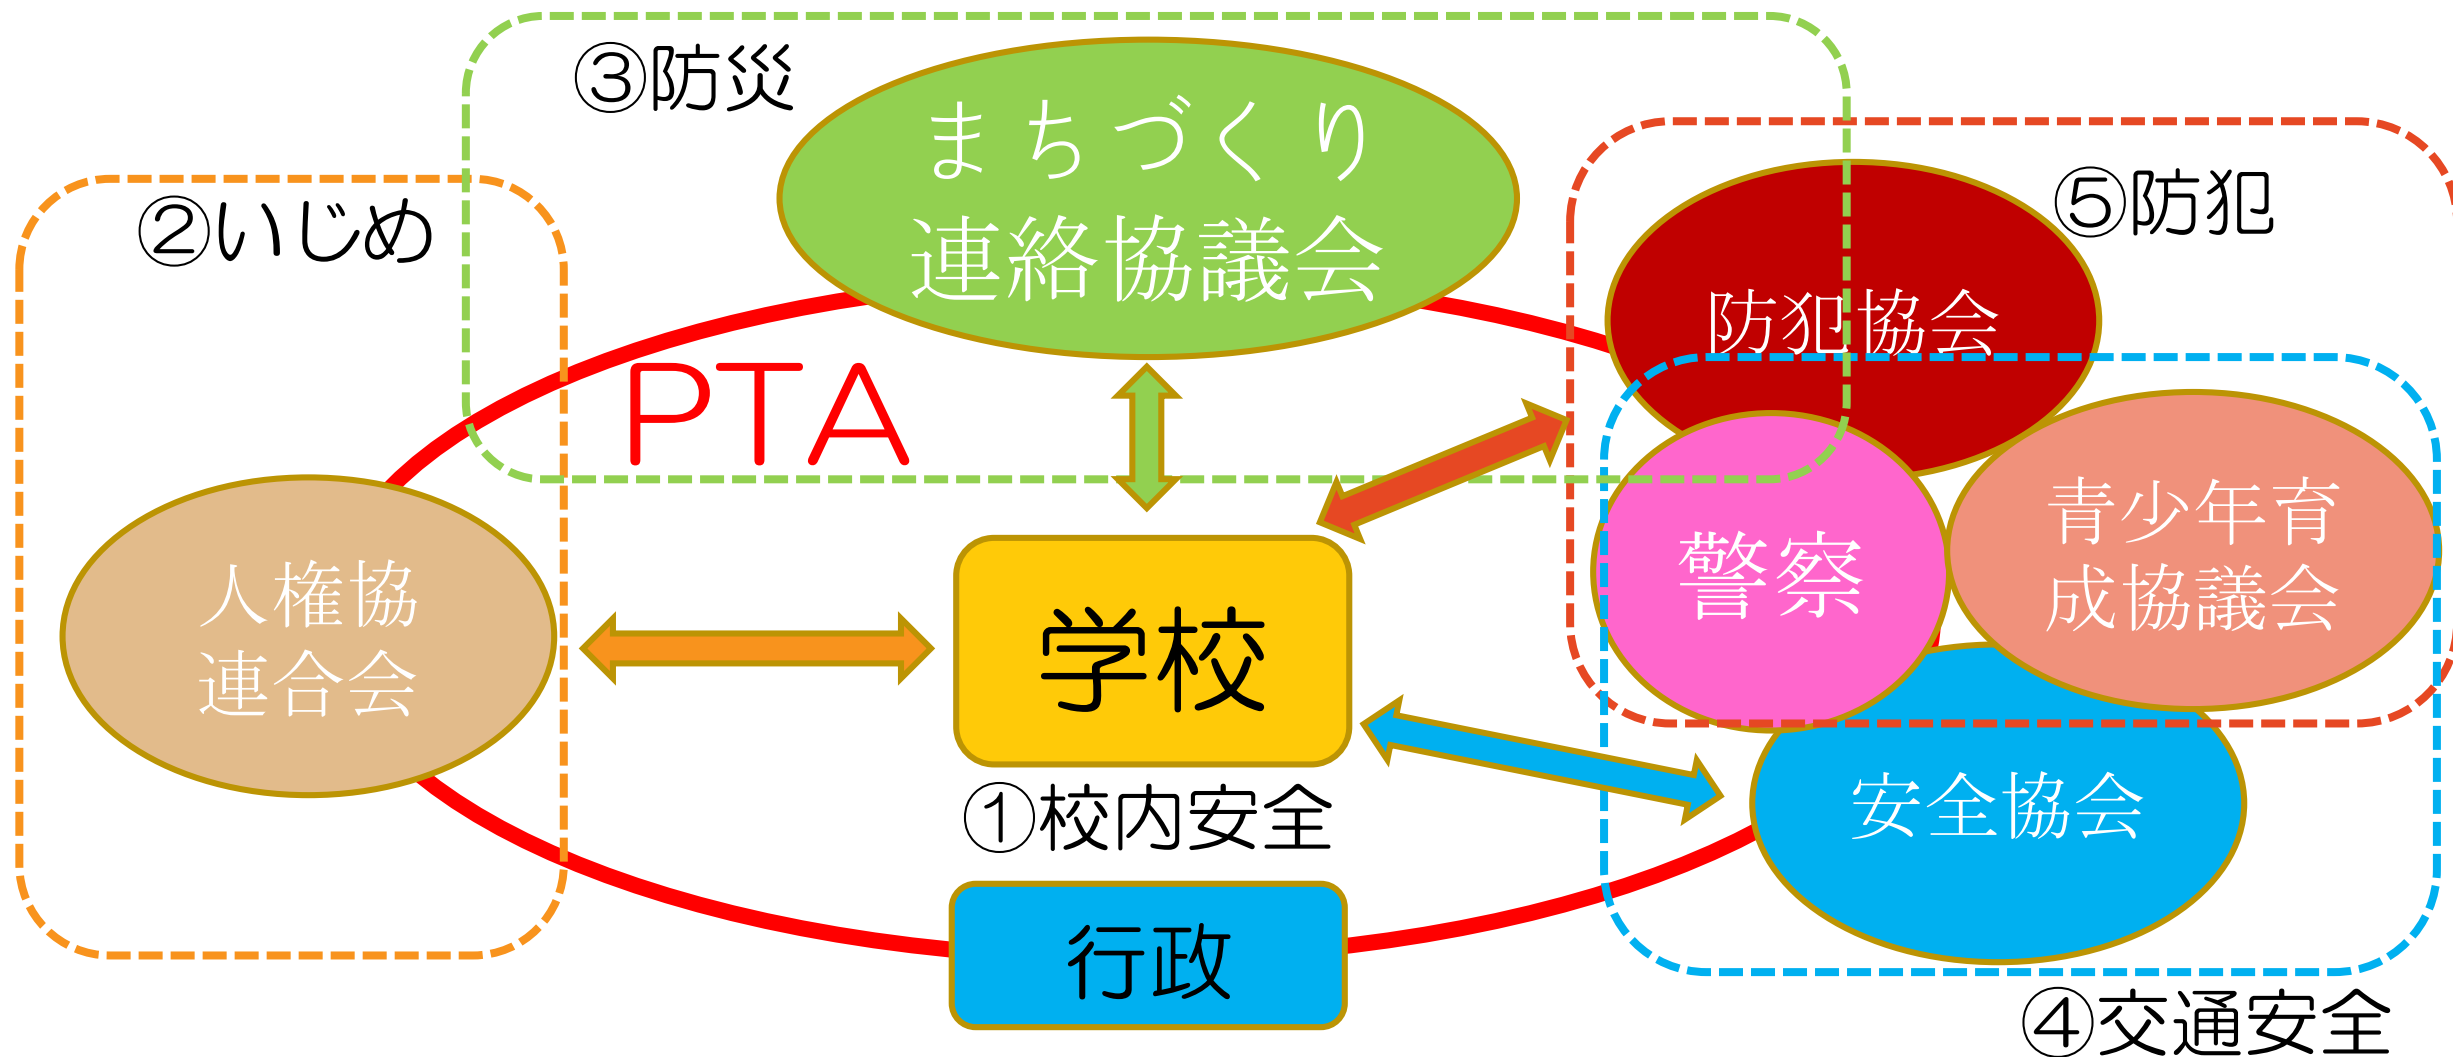 ③防災
まちづくり
連絡協議会
②いじめ
⑤防犯
防犯協会
PTA
警察
青少年育
成協議会
人権協
連合会
学校
①校内安全
安全協会
行政
④交通安全